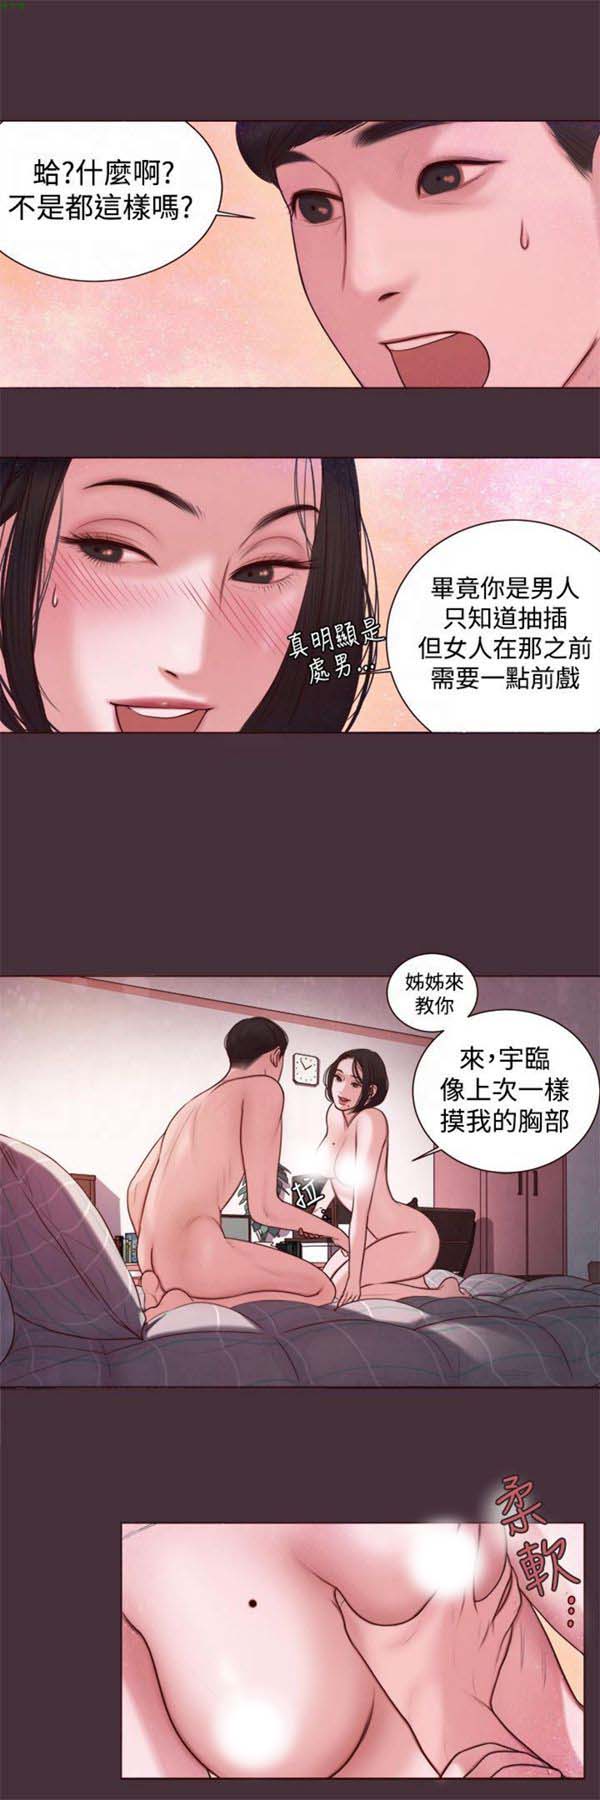 蛤?什麼啊?
不是都這樣嗎?
畢竟你是男人
只知道抽插
但女人在那之前
需要一點前戲
真明顯是
處男...
姊姊來
教你
來,宇臨
像上次一樣
摸我的胸部
拉
柔軟...